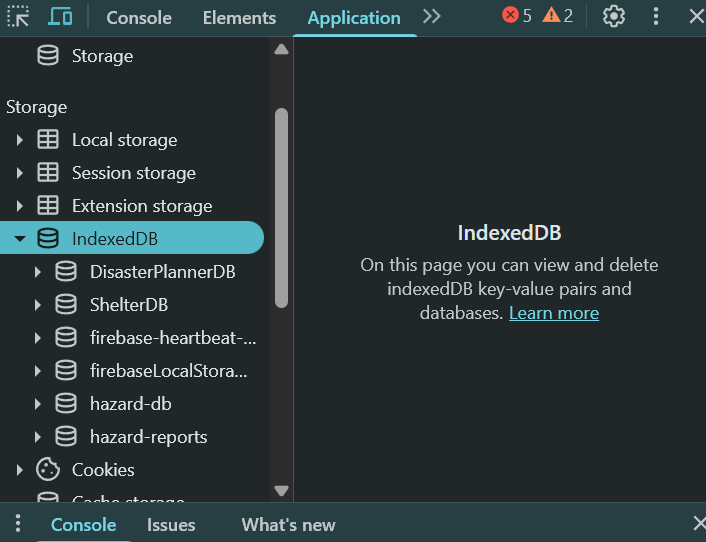 Console Elements Application 5 2
Storage
Storage
Local storage
Session storage
Extension storage
IndexedDB
DisasterPlannerDB
ShelterDB
firebase-heartbeat-...
firebaseLocalStora...
hazard-db
hazard-reports
Cookies
Cache storage
IndexedDB
On this page you can view and delete
indexedDB key-value pairs and
databases. Learn more
Console Issues What's new